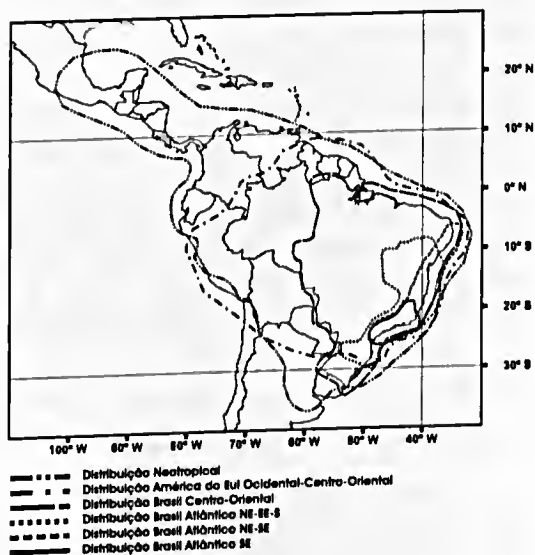 20° N
10° N
0° N
10° S
20° S
30° S
100° W 90° W 80° W 70° W 60° W 50° W 40° W
Distribuição Neotropical
Distribuição América do Sul Ocidental-Centro-Oriental
Distribuição Brasil Centro-Oriental
Distribuição Brasil Atlântico NE-EE-S
Distribuição Brasil Atlântico NE-SE
Distribuição Brasil Atlântico SE